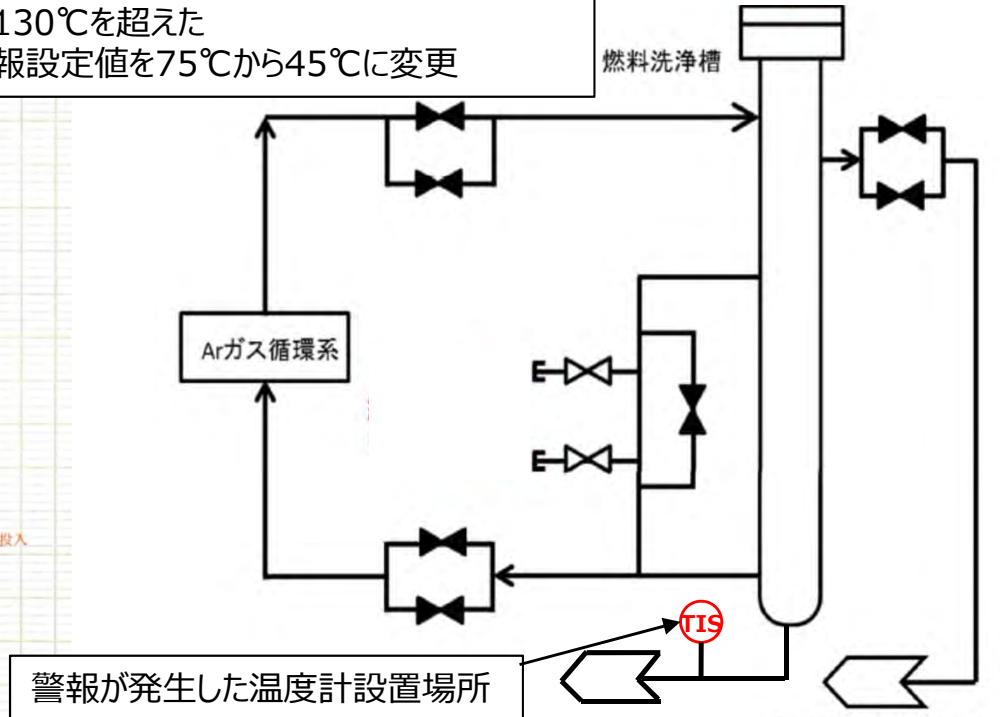 130℃を超えた
報設定値を75℃から45℃に変更
燃料洗浄槽
Arガス循環系
投入
TIS
警報が発生した温度計設置場所